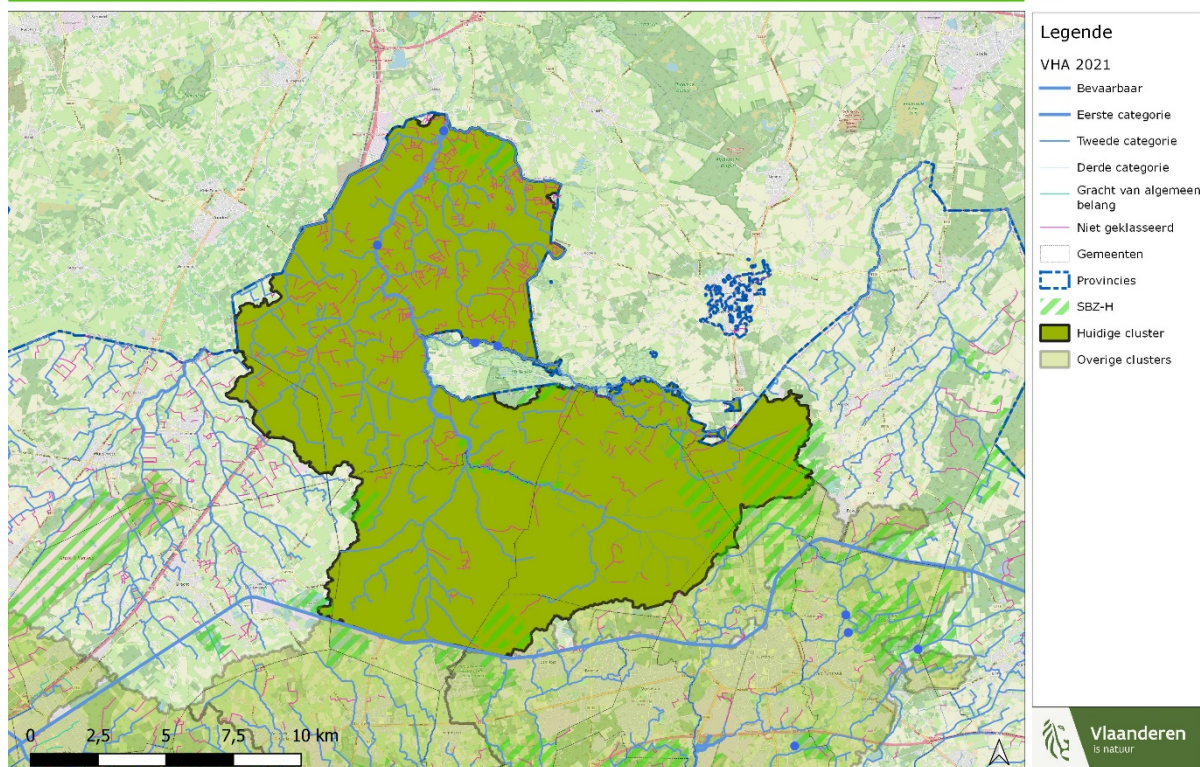 Legende
VHA 2021
Bevaarbaar
Eerste categorie
Tweede categorie
Derde categorie
Gracht van algemeen
belang
Niet geklasseerd
Gemeenten
Provincies
SBZ-H
Huidige cluster
Overige clusters
0 2,5 5 7,5 10 km
Vlaanderen
is natuur